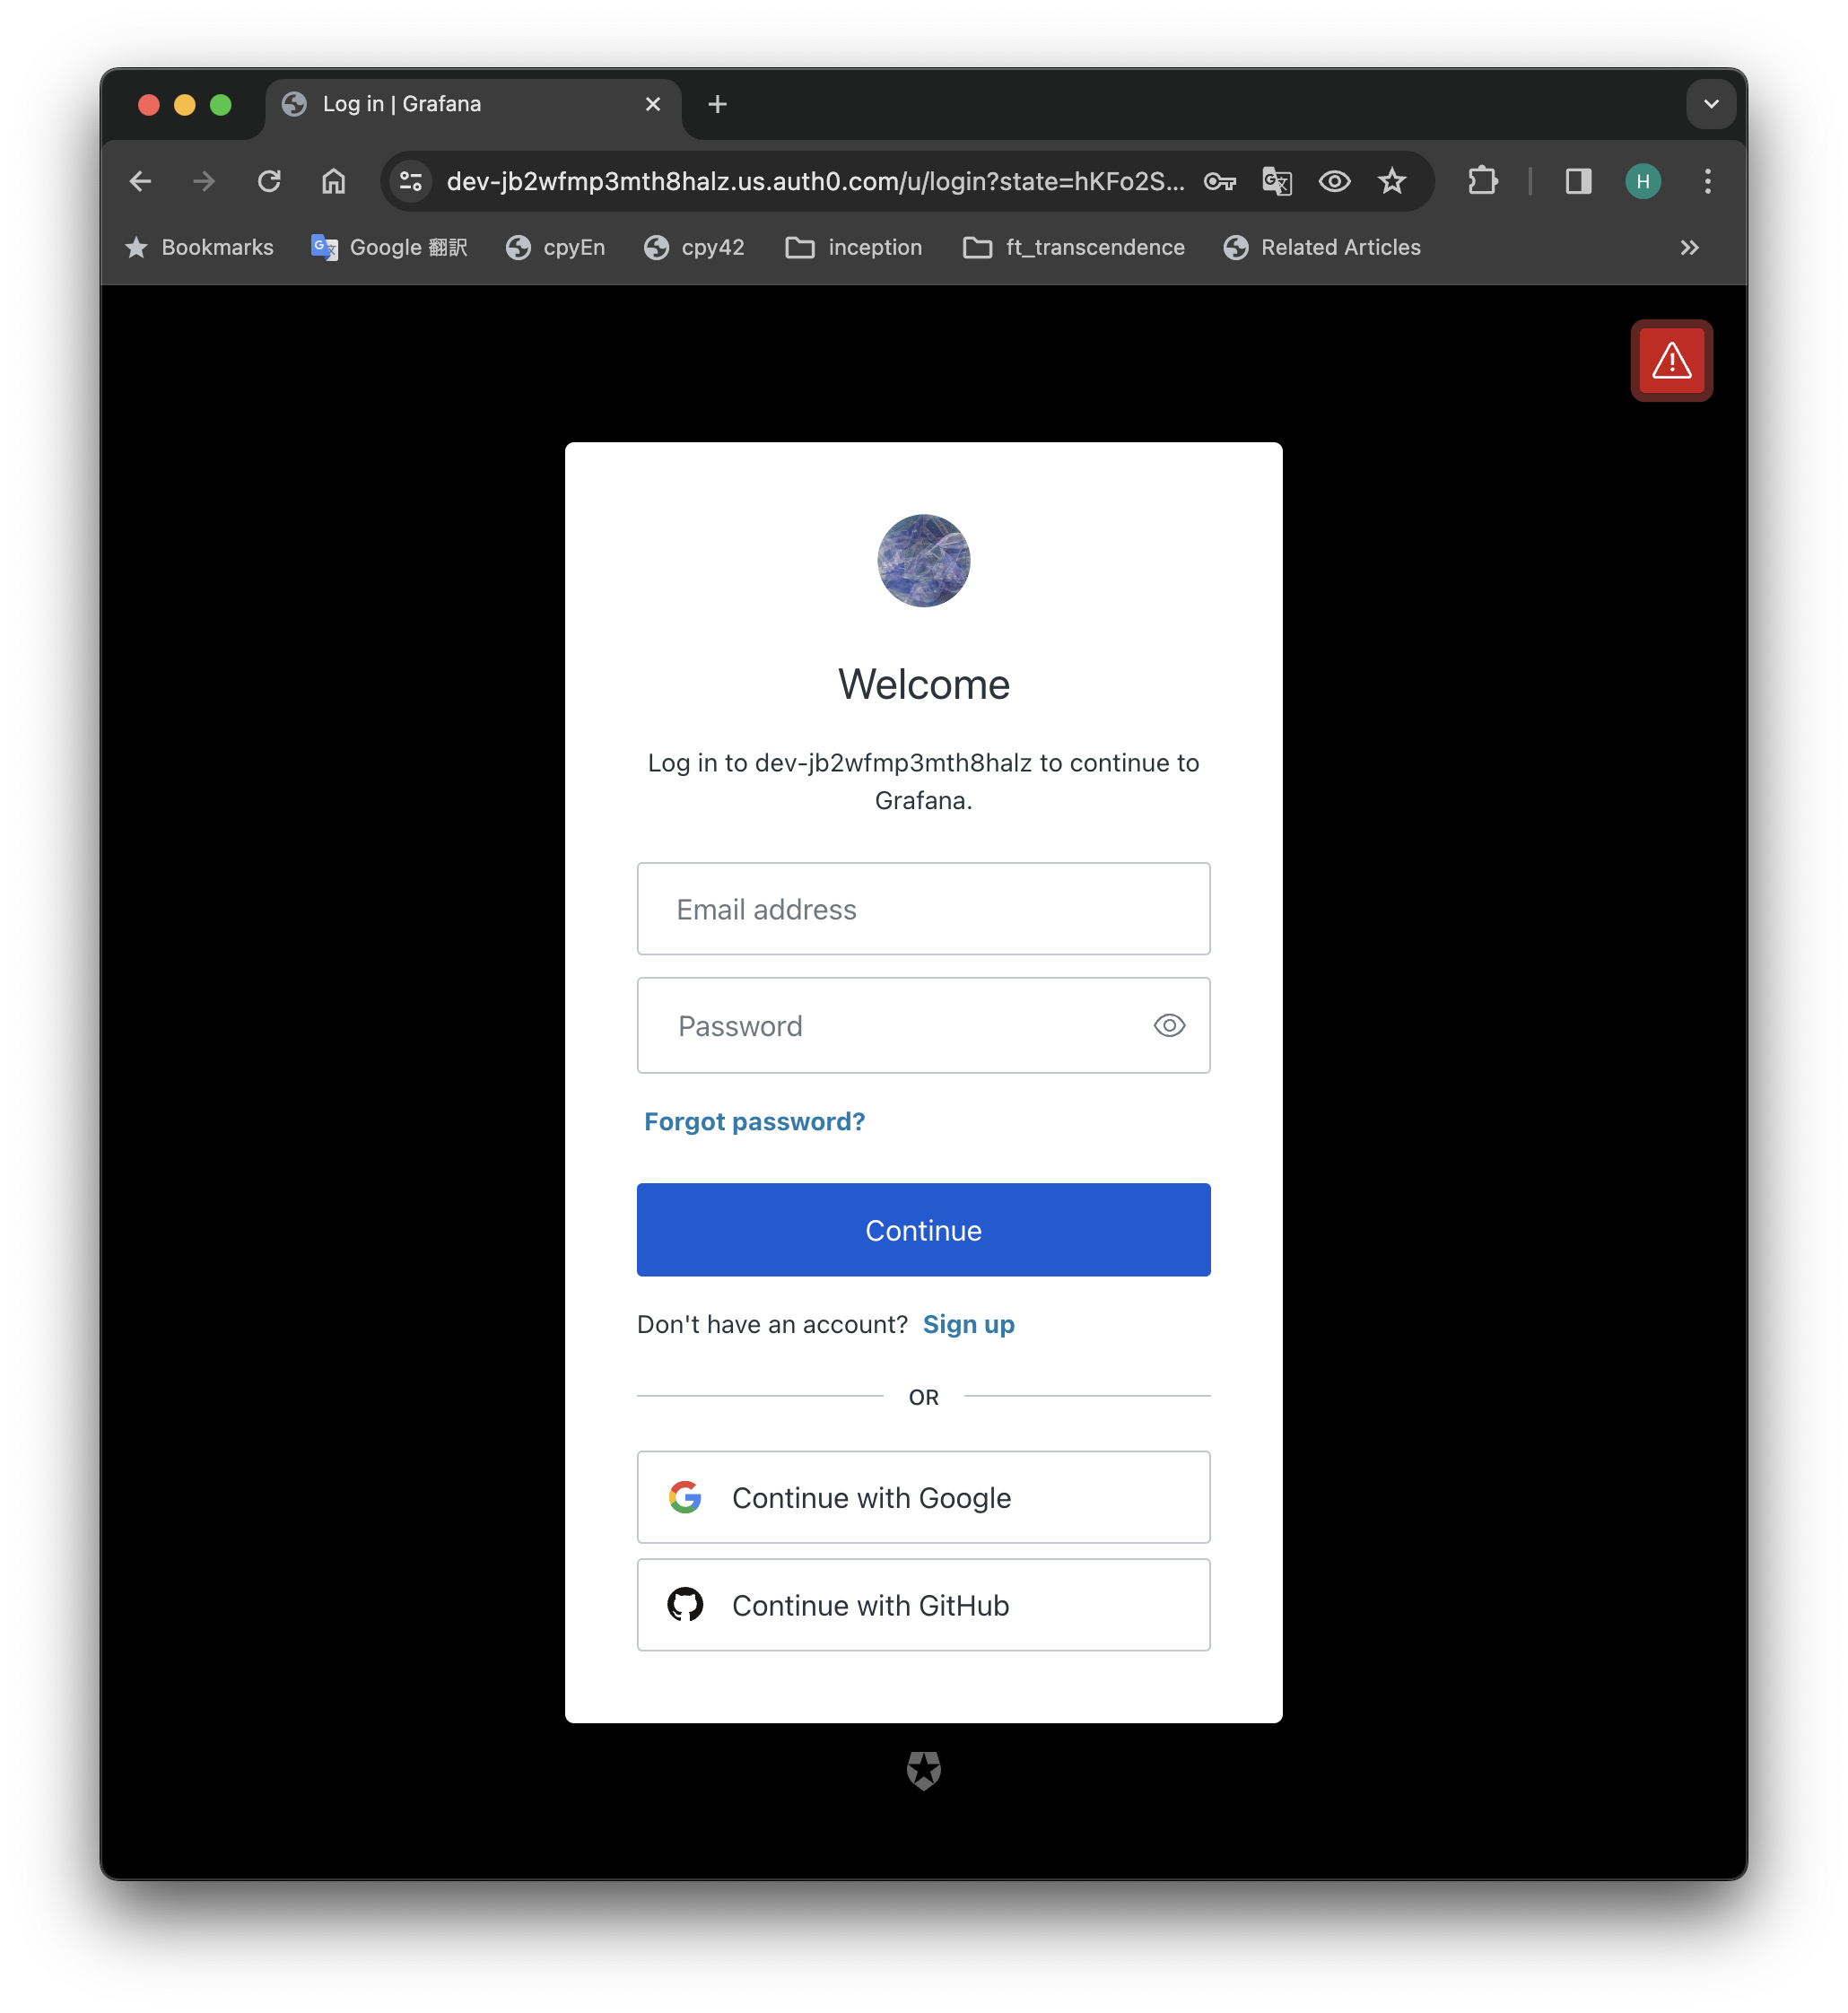 Log in | Grafana
dev-jb2wfmp3mth8halz.us.auth0.com/u/login?state=hKFo2S...
H
Bookmarks
Google 翻訳
cpyEn
cpy42
inception
ft_transcendence
Related Articles
Welcome
Log in to dev-jb2wfmp3mth8halz to continue to
Grafana.
Email address
Password
Forgot password?
Continue
Don't have an account? Sign up
OR
Continue with Google
Continue with GitHub